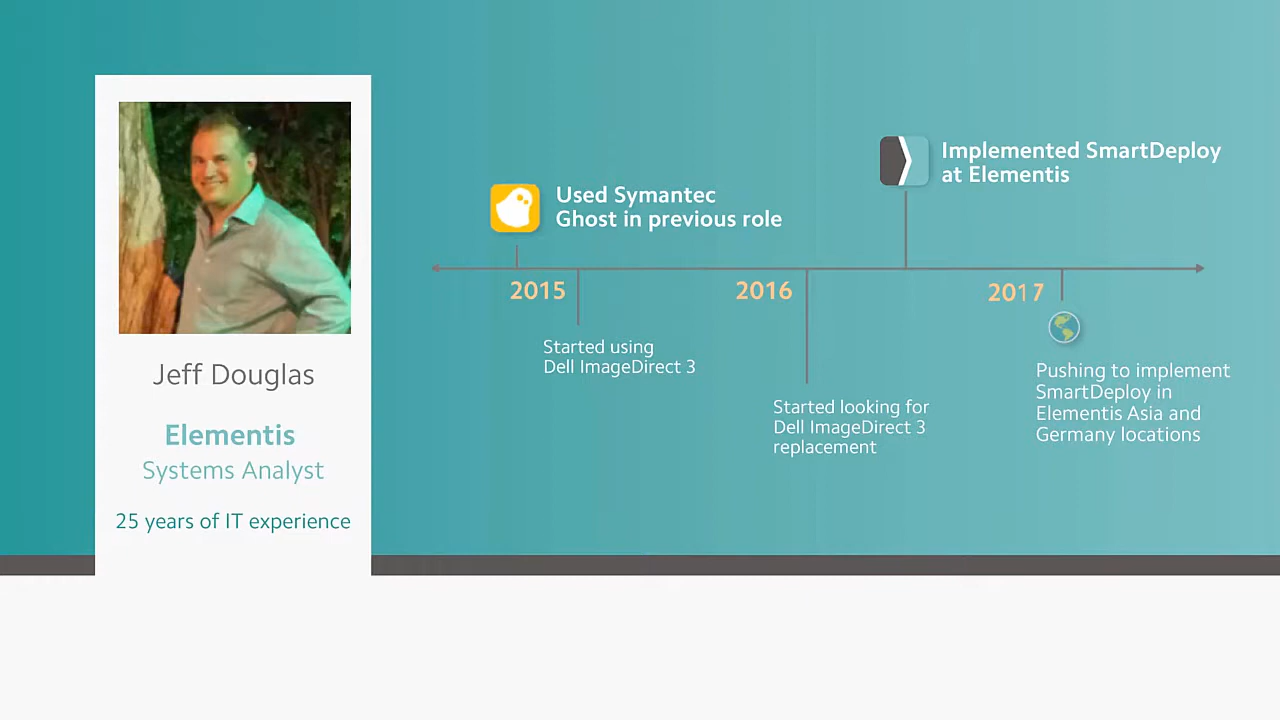 Jeff Douglas
Elementis
Systems Analyst
25 years of IT experience
Used Symantec
Ghost in previous role
Implemented SmartDeploy
at Elementis
2015
2016
2017
Started using
Dell ImageDirect 3
Started looking for
Dell ImageDirect 3
replacement
Pushing to implement
SmartDeploy in
Elementis Asia and
Germany locations